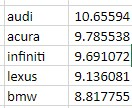 audi 10.65594
acura 9.785538
infiniti 9.691072
lexus 9.136081
bmw 8.817755